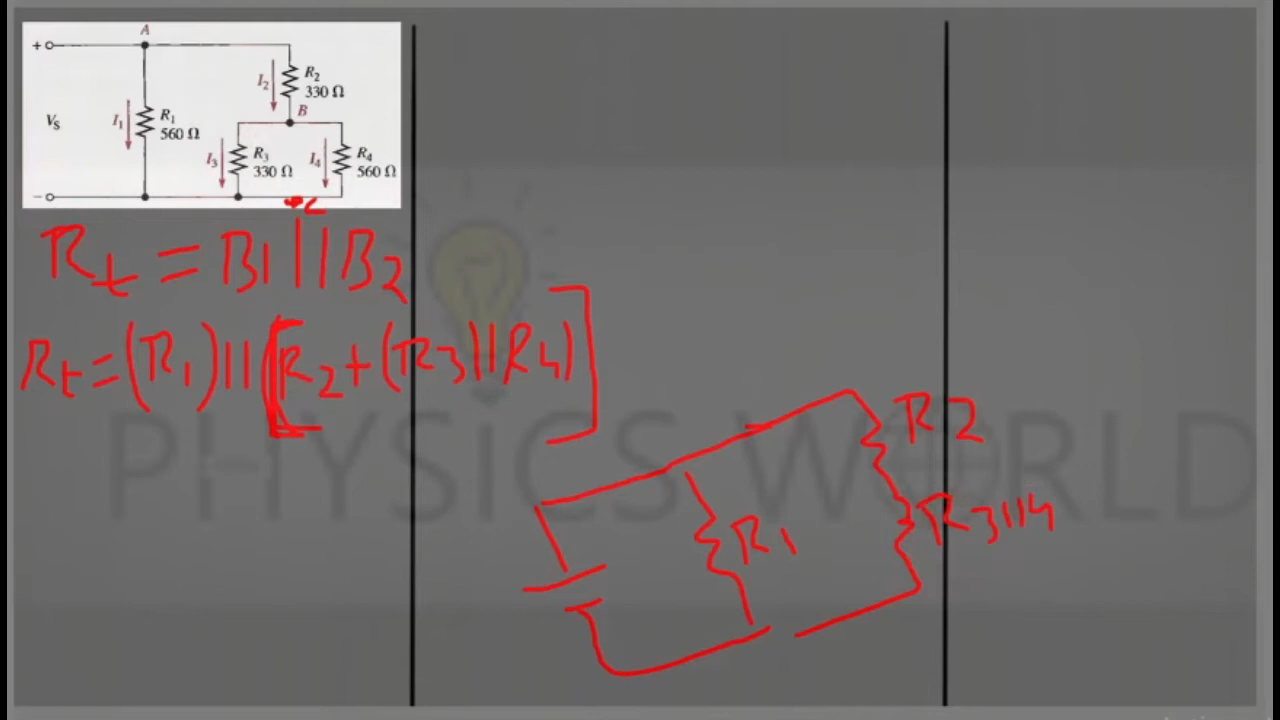 A
+
R₂
330 Ω
I₂
B
Vₛ
I₁
R₁
560 Ω
I₃
R₃
330 Ω
I₄
R₄
560 Ω
−
Rt = B1 || B2
Rt = (R1) || [R2 + (R3 || R4)]
R2
R3||4
R1
PHYSiCS WORLD